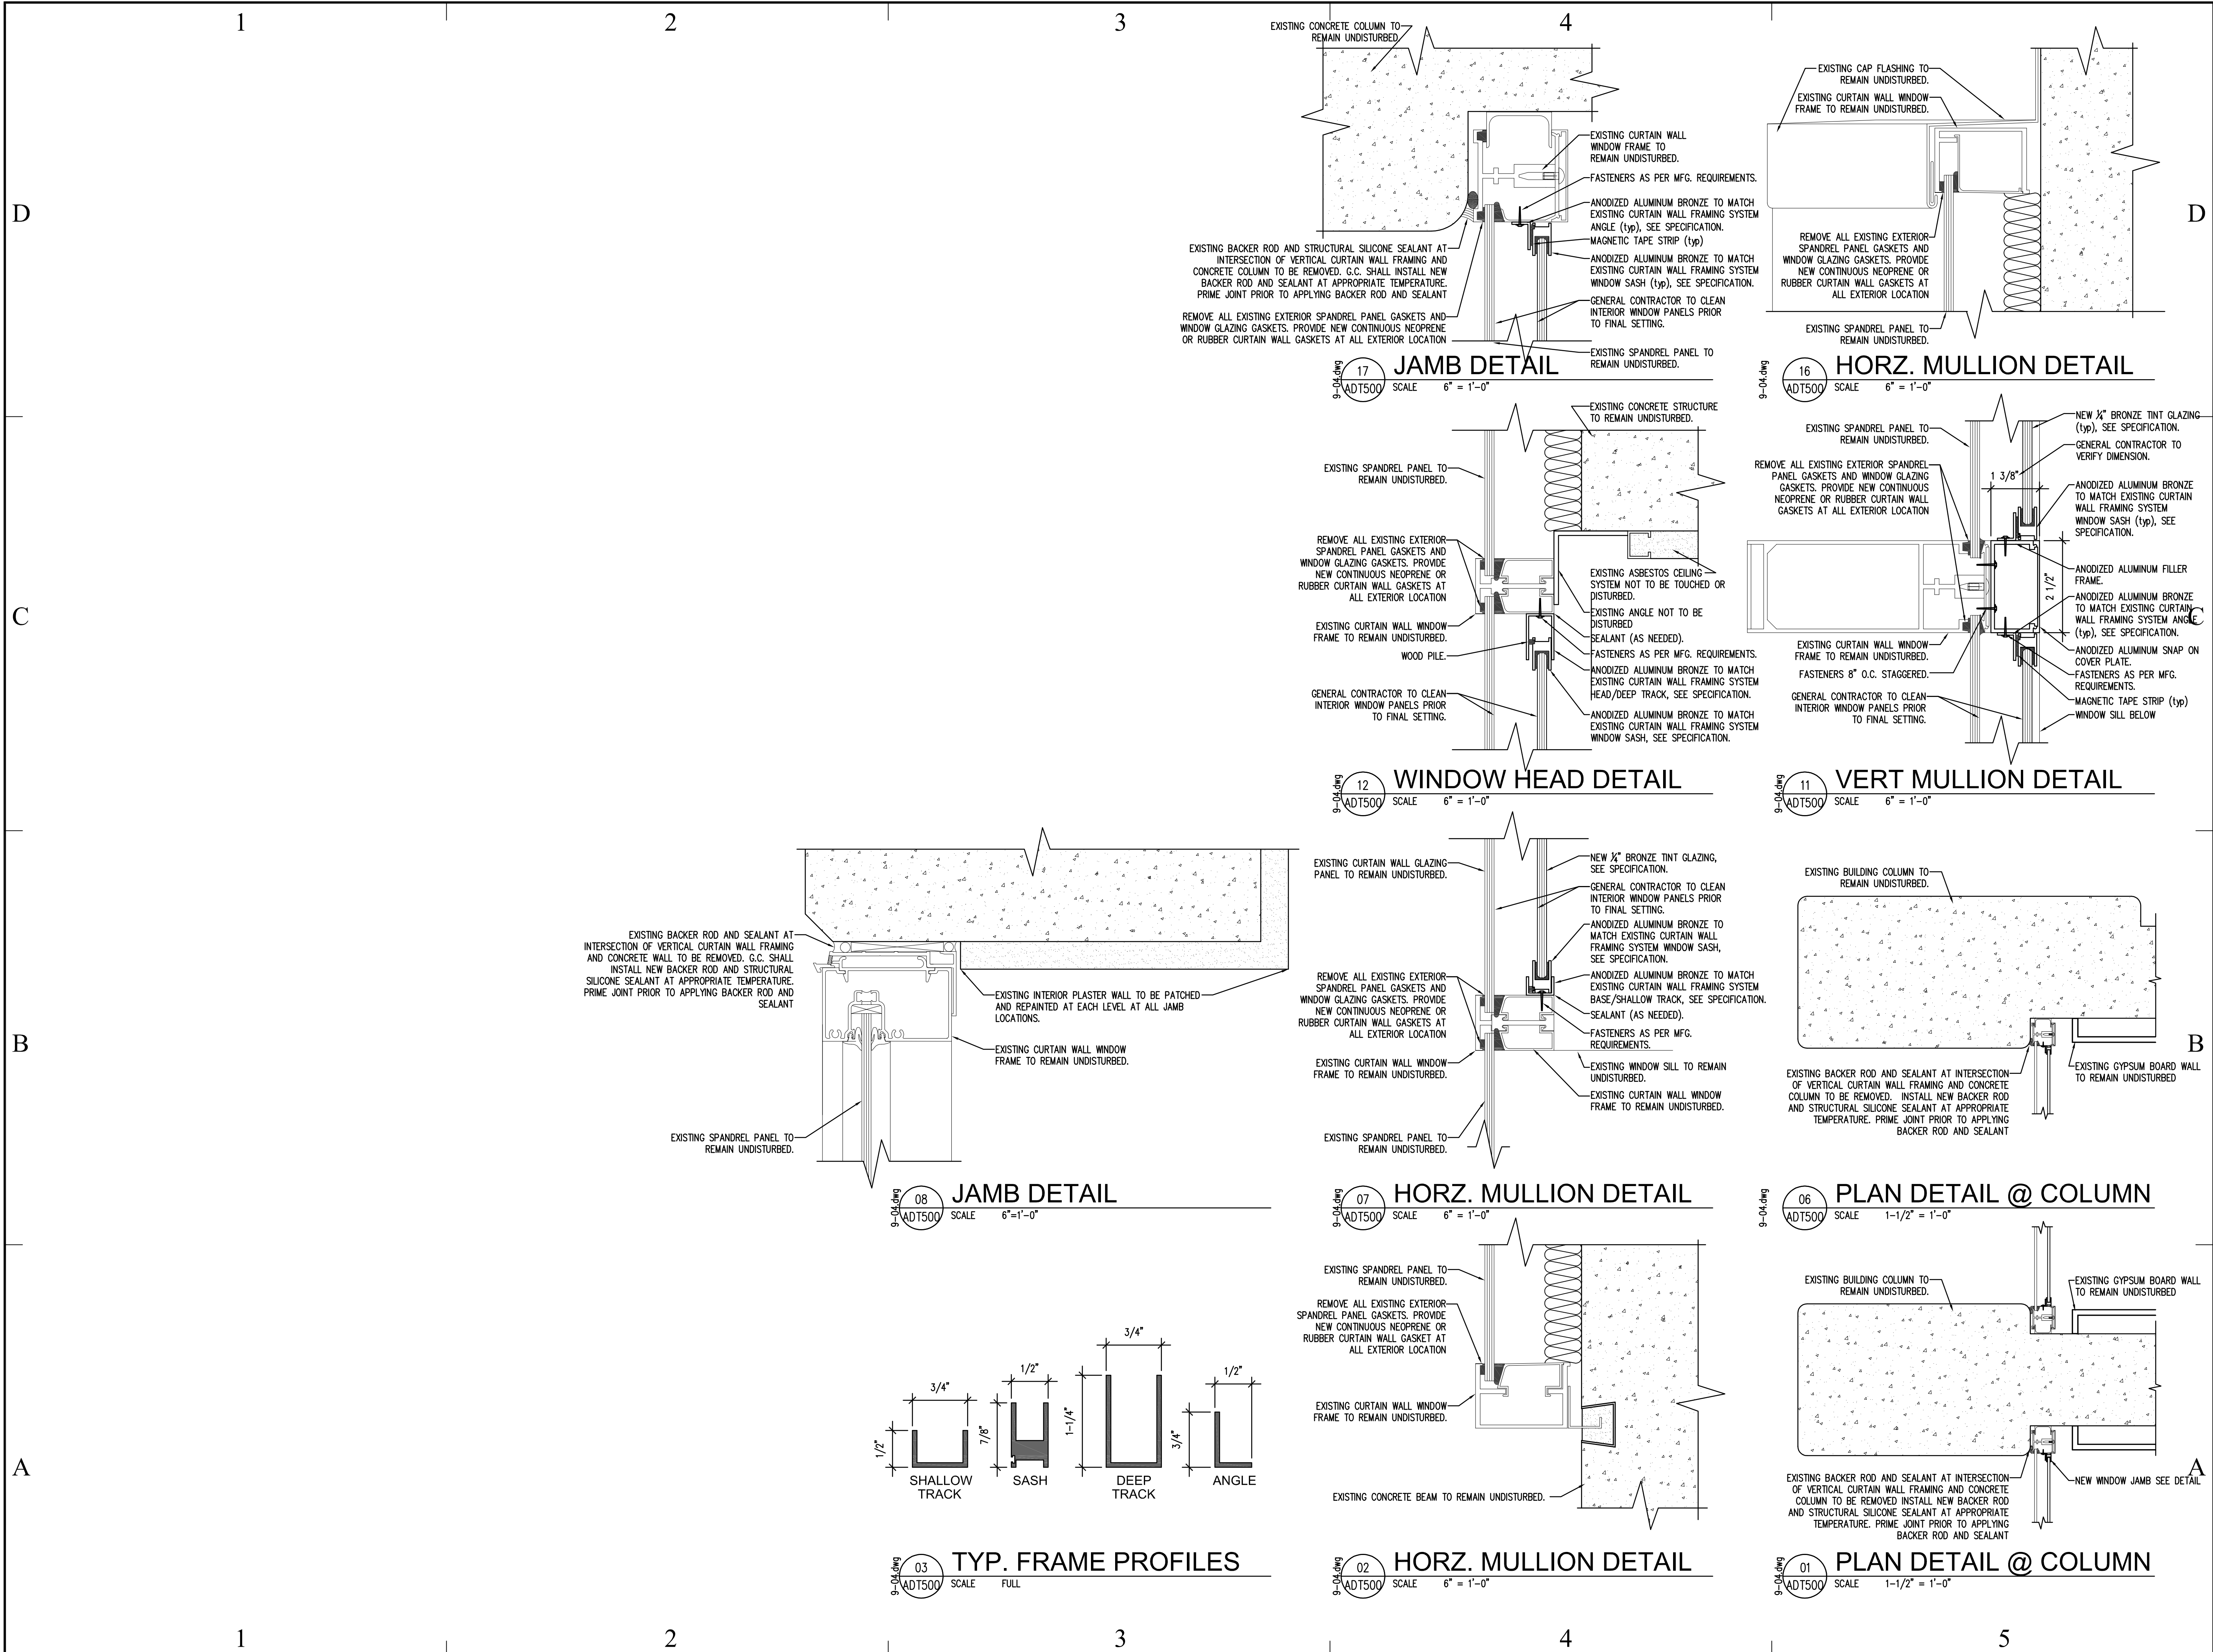 1
2
3
4
D
C
B
A
EXISTING CONCRETE COLUMN TO
REMAIN UNDISTURBED.
EXISTING CURTAIN WALL
WINDOW FRAME TO
REMAIN UNDISTURBED.
FASTENERS AS PER MFG. REQUIREMENTS.
ANODIZED ALUMINUM BRONZE TO MATCH
EXISTING CURTAIN WALL FRAMING SYSTEM
ANGLE (typ), SEE SPECIFICATION.
MAGNETIC TAPE STRIP (typ)
ANODIZED ALUMINUM BRONZE TO MATCH
EXISTING CURTAIN WALL FRAMING SYSTEM
WINDOW SASH (typ), SEE SPECIFICATION.
GENERAL CONTRACTOR TO CLEAN
INTERIOR WINDOW PANELS PRIOR
TO FINAL SETTING.
EXISTING SPANDREL PANEL TO
REMAIN UNDISTURBED.
EXISTING BACKER ROD AND STRUCTURAL SILICONE SEALANT AT
INTERSECTION OF VERTICAL CURTAIN WALL FRAMING AND
CONCRETE COLUMN TO BE REMOVED. G.C. SHALL INSTALL NEW
BACKER ROD AND SEALANT AT APPROPRIATE TEMPERATURE.
PRIME JOINT PRIOR TO APPLYING BACKER ROD AND SEALANT
REMOVE ALL EXISTING EXTERIOR SPANDREL PANEL GASKETS AND
WINDOW GLAZING GASKETS. PROVIDE NEW CONTINUOUS NEOPRENE
OR RUBBER CURTAIN WALL GASKETS AT ALL EXTERIOR LOCATION
9-04.dwg
17
ADT500
JAMB DETAIL
SCALE 6" = 1'-0"
EXISTING CAP FLASHING TO
REMAIN UNDISTURBED.
EXISTING CURTAIN WALL WINDOW
FRAME TO REMAIN UNDISTURBED.
REMOVE ALL EXISTING EXTERIOR
SPANDREL PANEL GASKETS AND
WINDOW GLAZING GASKETS. PROVIDE
NEW CONTINUOUS NEOPRENE OR
RUBBER CURTAIN WALL GASKETS AT
ALL EXTERIOR LOCATION
EXISTING SPANDREL PANEL TO
REMAIN UNDISTURBED.
D
9-04.dwg
16
ADT500
HORZ. MULLION DETAIL
SCALE 6" = 1'-0"
EXISTING CONCRETE STRUCTURE
TO REMAIN UNDISTURBED.
EXISTING SPANDREL PANEL TO
REMAIN UNDISTURBED.
REMOVE ALL EXISTING EXTERIOR
SPANDREL PANEL GASKETS AND
WINDOW GLAZING GASKETS. PROVIDE
NEW CONTINUOUS NEOPRENE OR
RUBBER CURTAIN WALL GASKETS AT
ALL EXTERIOR LOCATION
EXISTING CURTAIN WALL WINDOW
FRAME TO REMAIN UNDISTURBED.
WOOD PILE.
GENERAL CONTRACTOR TO CLEAN
INTERIOR WINDOW PANELS PRIOR
TO FINAL SETTING.
EXISTING ASBESTOS CEILING
SYSTEM NOT TO BE TOUCHED OR
DISTURBED.
EXISTING ANGLE NOT TO BE
DISTURBED
SEALANT (AS NEEDED).
FASTENERS AS PER MFG. REQUIREMENTS.
ANODIZED ALUMINUM BRONZE TO MATCH
EXISTING CURTAIN WALL FRAMING SYSTEM
HEAD/DEEP TRACK, SEE SPECIFICATION.
ANODIZED ALUMINUM BRONZE TO MATCH
EXISTING CURTAIN WALL FRAMING SYSTEM
WINDOW SASH, SEE SPECIFICATION.
9-04.dwg
12
ADT500
WINDOW HEAD DETAIL
SCALE 6" = 1'-0"
EXISTING SPANDREL PANEL TO
REMAIN UNDISTURBED.
REMOVE ALL EXISTING EXTERIOR SPANDREL
PANEL GASKETS AND WINDOW GLAZING
GASKETS. PROVIDE NEW CONTINUOUS
NEOPRENE OR RUBBER CURTAIN WALL
GASKETS AT ALL EXTERIOR LOCATION
EXISTING CURTAIN WALL WINDOW
FRAME TO REMAIN UNDISTURBED.
FASTENERS 8" O.C. STAGGERED.
GENERAL CONTRACTOR TO CLEAN
INTERIOR WINDOW PANELS PRIOR
TO FINAL SETTING.
1 3/8"
2 1/2"
NEW ¼" BRONZE TINT GLAZING
(typ), SEE SPECIFICATION.
GENERAL CONTRACTOR TO
VERIFY DIMENSION.
ANODIZED ALUMINUM BRONZE
TO MATCH EXISTING CURTAIN
WALL FRAMING SYSTEM
WINDOW SASH (typ), SEE
SPECIFICATION.
ANODIZED ALUMINUM FILLER
FRAME.
ANODIZED ALUMINUM BRONZE
TO MATCH EXISTING CURTAIN
WALL FRAMING SYSTEM ANGLE
(typ), SEE SPECIFICATION.
ANODIZED ALUMINUM SNAP ON
COVER PLATE.
FASTENERS AS PER MFG.
REQUIREMENTS.
MAGNETIC TAPE STRIP (typ)
WINDOW SILL BELOW
C
9-04.dwg
11
ADT500
VERT MULLION DETAIL
SCALE 6" = 1'-0"
EXISTING BACKER ROD AND SEALANT AT
INTERSECTION OF VERTICAL CURTAIN WALL FRAMING
AND CONCRETE WALL TO BE REMOVED. G.C. SHALL
INSTALL NEW BACKER ROD AND STRUCTURAL
SILICONE SEALANT AT APPROPRIATE TEMPERATURE.
PRIME JOINT PRIOR TO APPLYING BACKER ROD AND
SEALANT
EXISTING INTERIOR PLASTER WALL TO BE PATCHED
AND REPAINTED AT EACH LEVEL AT ALL JAMB
LOCATIONS.
EXISTING CURTAIN WALL WINDOW
FRAME TO REMAIN UNDISTURBED.
EXISTING SPANDREL PANEL TO
REMAIN UNDISTURBED.
9-04.dwg
08
ADT500
JAMB DETAIL
SCALE 6"=1'-0"
EXISTING CURTAIN WALL GLAZING
PANEL TO REMAIN UNDISTURBED.
REMOVE ALL EXISTING EXTERIOR
SPANDREL PANEL GASKETS AND
WINDOW GLAZING GASKETS. PROVIDE
NEW CONTINUOUS NEOPRENE OR
RUBBER CURTAIN WALL GASKETS AT
ALL EXTERIOR LOCATION
EXISTING CURTAIN WALL WINDOW
FRAME TO REMAIN UNDISTURBED.
EXISTING SPANDREL PANEL TO
REMAIN UNDISTURBED.
NEW ¼" BRONZE TINT GLAZING,
SEE SPECIFICATION.
GENERAL CONTRACTOR TO CLEAN
INTERIOR WINDOW PANELS PRIOR
TO FINAL SETTING.
ANODIZED ALUMINUM BRONZE TO
MATCH EXISTING CURTAIN WALL
FRAMING SYSTEM WINDOW SASH,
SEE SPECIFICATION.
ANODIZED ALUMINUM BRONZE TO MATCH
EXISTING CURTAIN WALL FRAMING SYSTEM
BASE/SHALLOW TRACK, SEE SPECIFICATION.
SEALANT (AS NEEDED).
FASTENERS AS PER MFG.
REQUIREMENTS.
EXISTING WINDOW SILL TO REMAIN
UNDISTURBED.
EXISTING CURTAIN WALL WINDOW
FRAME TO REMAIN UNDISTURBED.
9-04.dwg
07
ADT500
HORZ. MULLION DETAIL
SCALE 6" = 1'-0"
EXISTING BUILDING COLUMN TO
REMAIN UNDISTURBED.
EXISTING BACKER ROD AND SEALANT AT INTERSECTION
OF VERTICAL CURTAIN WALL FRAMING AND CONCRETE
COLUMN TO BE REMOVED. INSTALL NEW BACKER ROD
AND STRUCTURAL SILICONE SEALANT AT APPROPRIATE
TEMPERATURE. PRIME JOINT PRIOR TO APPLYING
BACKER ROD AND SEALANT
EXISTING GYPSUM BOARD WALL
TO REMAIN UNDISTURBED
B
9-04.dwg
06
ADT500
PLAN DETAIL @ COLUMN
SCALE 1-1/2" = 1'-0"
3/4"
1/2"
SHALLOW
TRACK
1/2"
7/8"
SASH
3/4"
1-1/4"
DEEP
TRACK
1/2"
3/4"
ANGLE
9-04.dwg
03
ADT500
TYP. FRAME PROFILES
SCALE FULL
EXISTING SPANDREL PANEL TO
REMAIN UNDISTURBED.
REMOVE ALL EXISTING EXTERIOR
SPANDREL PANEL GASKETS. PROVIDE
NEW CONTINUOUS NEOPRENE OR
RUBBER CURTAIN WALL GASKET AT
ALL EXTERIOR LOCATION
EXISTING CURTAIN WALL WINDOW
FRAME TO REMAIN UNDISTURBED.
EXISTING CONCRETE BEAM TO REMAIN UNDISTURBED.
9-04.dwg
02
ADT500
HORZ. MULLION DETAIL
SCALE 6" = 1'-0"
EXISTING BUILDING COLUMN TO
REMAIN UNDISTURBED.
EXISTING GYPSUM BOARD WALL
TO REMAIN UNDISTURBED
EXISTING BACKER ROD AND SEALANT AT INTERSECTION
OF VERTICAL CURTAIN WALL FRAMING AND CONCRETE
COLUMN TO BE REMOVED INSTALL NEW BACKER ROD
AND STRUCTURAL SILICONE SEALANT AT APPROPRIATE
TEMPERATURE. PRIME JOINT PRIOR TO APPLYING
BACKER ROD AND SEALANT
NEW WINDOW JAMB SEE DETAIL
A
9-04.dwg
01
ADT500
PLAN DETAIL @ COLUMN
SCALE 1-1/2" = 1'-0"
1
2
3
4
5